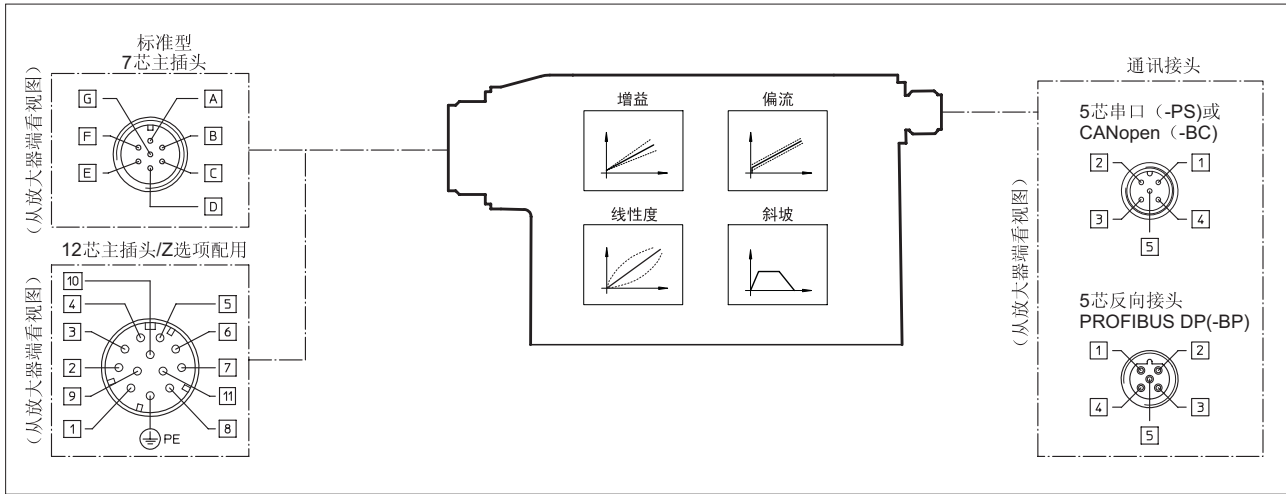 标准型
7芯主插头
（从放大器端看视图）
G
A
F
B
E
C
D
12芯主插头/Z选项配用
（从放大器端看视图）
10
4
5
3
6
2
7
9
11
1
8
PE
增益
偏流
线性度
斜坡
通讯接头
（从放大器端看视图）
5芯串口（-PS)或
CANopen（-BC）
2
1
3
4
5
5芯反向接头
PROFIBUS DP(-BP)
1
2
4
3
5